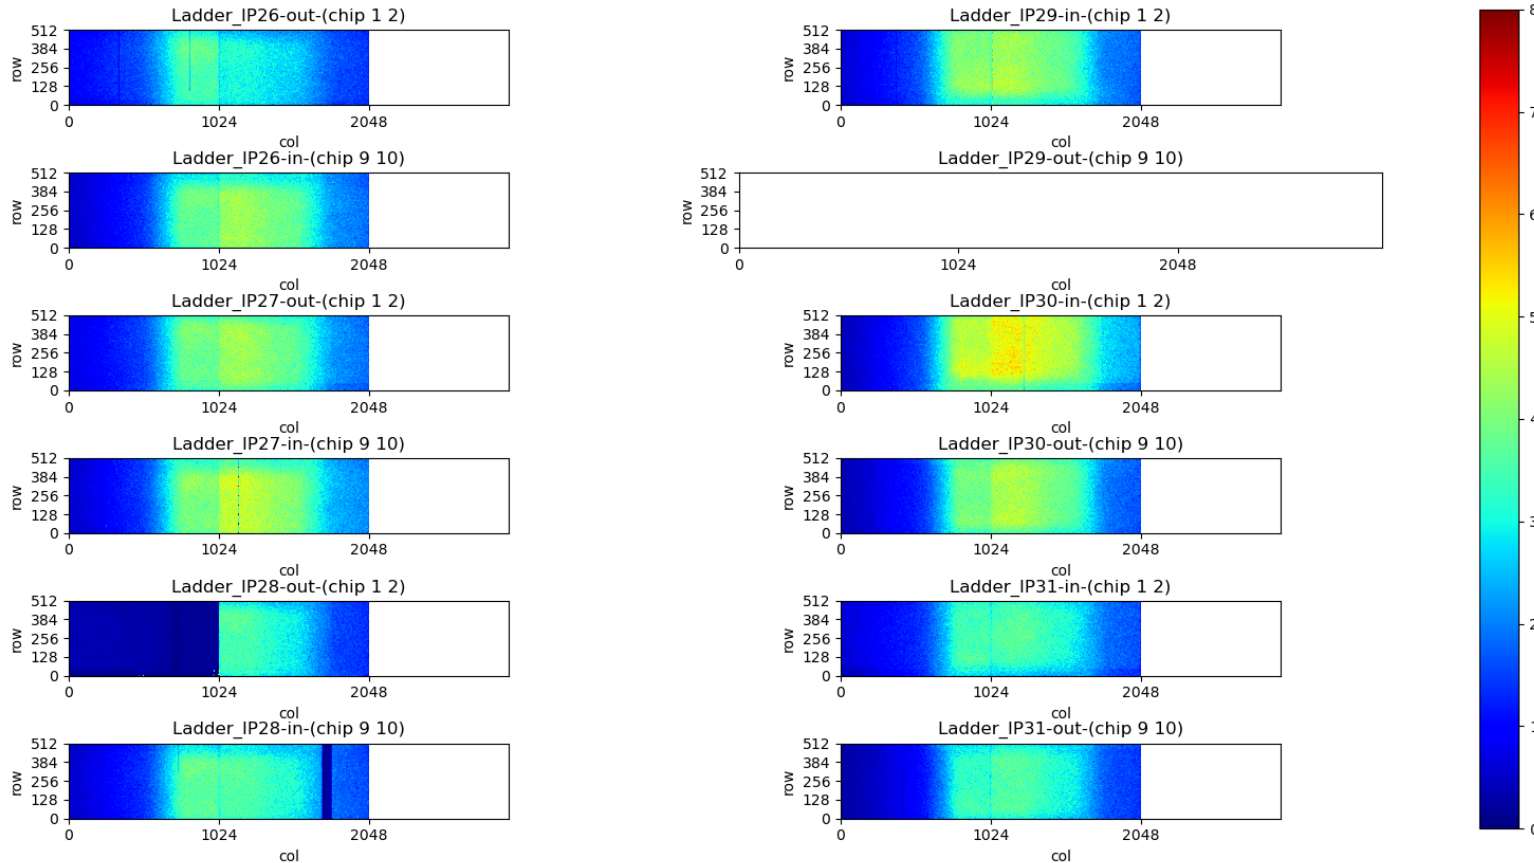 Ladder_IP26-out-(chip 1 2)
512
384
256
128
0
row
0 1024 2048
col
Ladder_IP26-in-(chip 9 10)
512
384
256
128
0
row
0 1024 2048
col
Ladder_IP27-out-(chip 1 2)
512
384
256
128
0
row
0 1024 2048
col
Ladder_IP27-in-(chip 9 10)
512
384
256
128
0
row
0 1024 2048
col
Ladder_IP28-out-(chip 1 2)
512
384
256
128
0
row
0 1024 2048
col
Ladder_IP28-in-(chip 9 10)
512
384
256
128
0
row
0 1024 2048
col
Ladder_IP29-in-(chip 1 2)
512
384
256
128
0
row
0 1024 2048
col
Ladder_IP29-out-(chip 9 10)
512
384
256
128
0
row
0 1024 2048
col
Ladder_IP30-in-(chip 1 2)
512
384
256
128
0
row
0 1024 2048
col
Ladder_IP30-out-(chip 9 10)
512
384
256
128
0
row
0 1024 2048
col
Ladder_IP31-in-(chip 1 2)
512
384
256
128
0
row
0 1024 2048
col
Ladder_IP31-out-(chip 9 10)
512
384
256
128
0
row
0 1024 2048
col
8
7
6
5
4
3
2
1
0